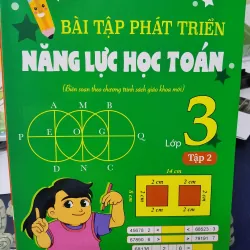 BÀI TẬP PHÁT TRIỂN
NĂNG LỰC HỌC TOÁN
(Biên soạn theo chương trình sách giáo khoa mới)
Lớp 3
Tập 2
A M B
P E O G Q
D N C
14 cm
2 cm 2 cm
2 cm 2 cm